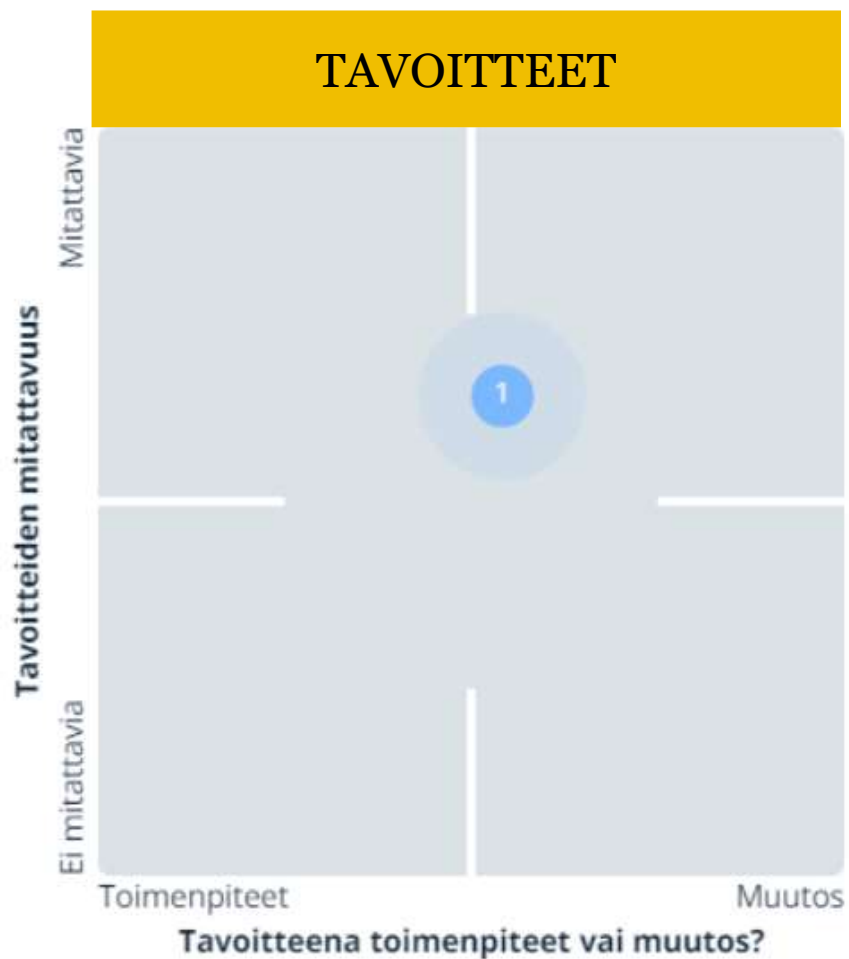 TAVOITTEET
Mitattavia
Tavoitteiden mitattavuus
1
Ei mitattavia
Toimenpiteet
Muutos
Tavoitteena toimenpiteet vai muutos?